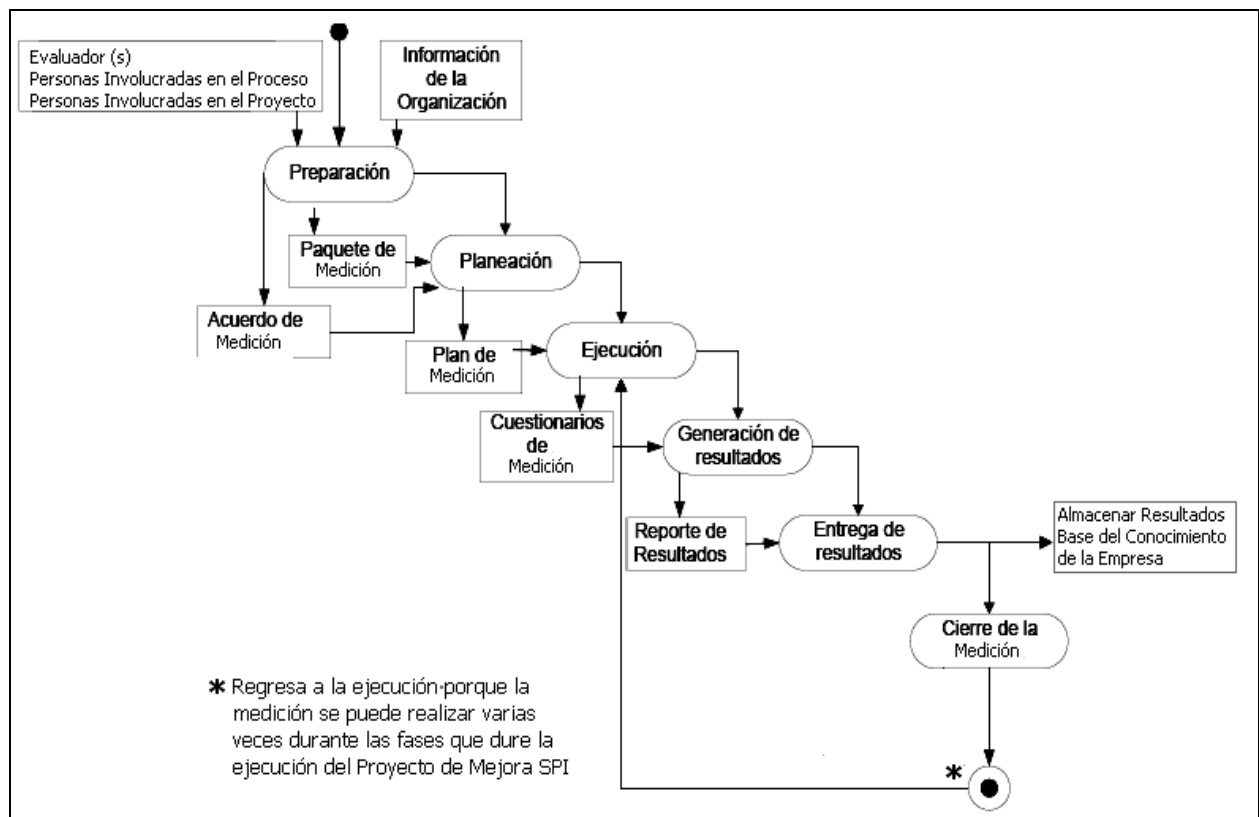 Evaluador (s)
Personas Involucradas en el Proceso
Personas Involucradas en el Proyecto
Información
de la
Organización
Preparación
Paquete de
Medición
Planeación
Acuerdo de
Medición
Plan de
Medición
Ejecución
Cuestionarios
de
Medición
Generación de
resultados
Reporte de
Resultados
Entrega de
resultados
Almacenar Resultados
Base del Conocimiento
de la Empresa
Cierre de la
Medición
* Regresa a la ejecución-porque la
medición se puede realizar varias
veces durante las fases que dure la
ejecución del Proyecto de Mejora SPI
*